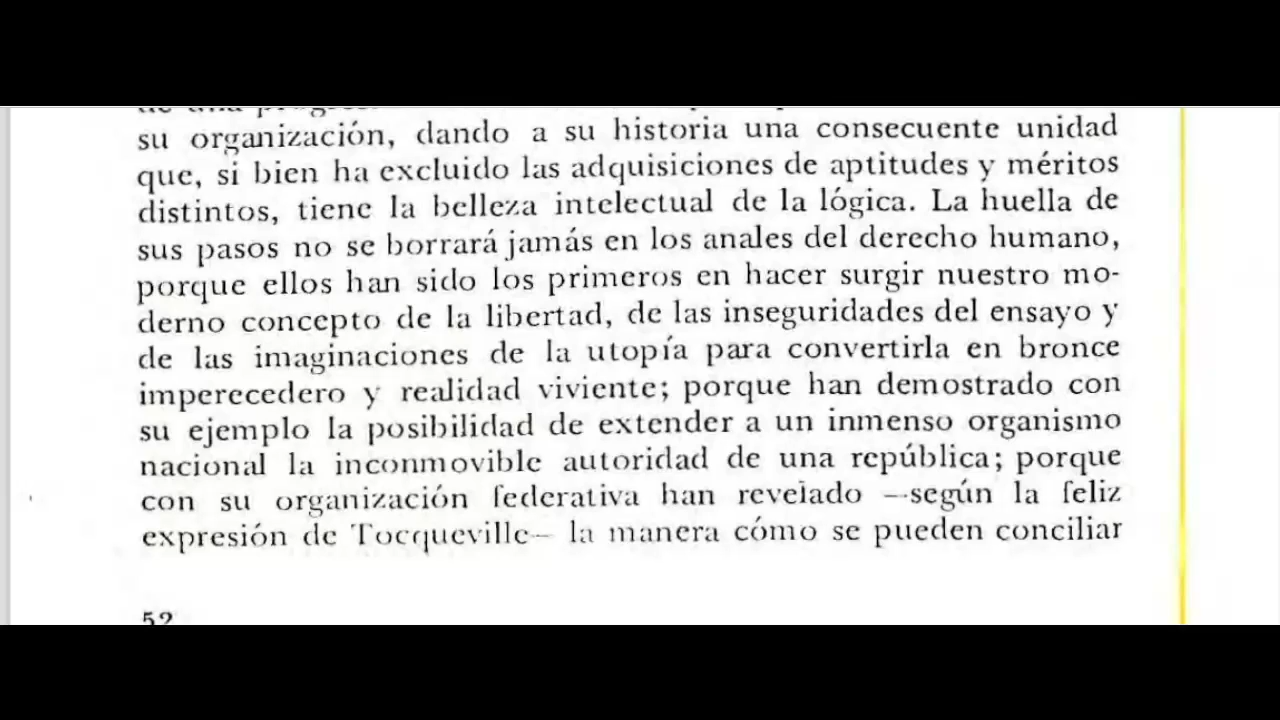 su organización, dando a su historia una consecuente unidad
que, si bien ha excluido las adquisiciones de aptitudes y méritos
distintos, tiene la belleza intelectual de la lógica. La huella de
sus pasos no se borrará jamás en los anales del derecho humano,
porque ellos han sido los primeros en hacer surgir nuestro mo-
derno concepto de la libertad, de las inseguridades del ensayo y
de las imaginaciones de la utopía para convertirla en bronce
imperecedero y realidad viviente; porque han demostrado con
su ejemplo la posibilidad de extender a un inmenso organismo
nacional la inconmovible autoridad de una república; porque
con su organización federativa han revelado —según la feliz
expresión de Tocqueville— la manera cómo se pueden conciliar
52